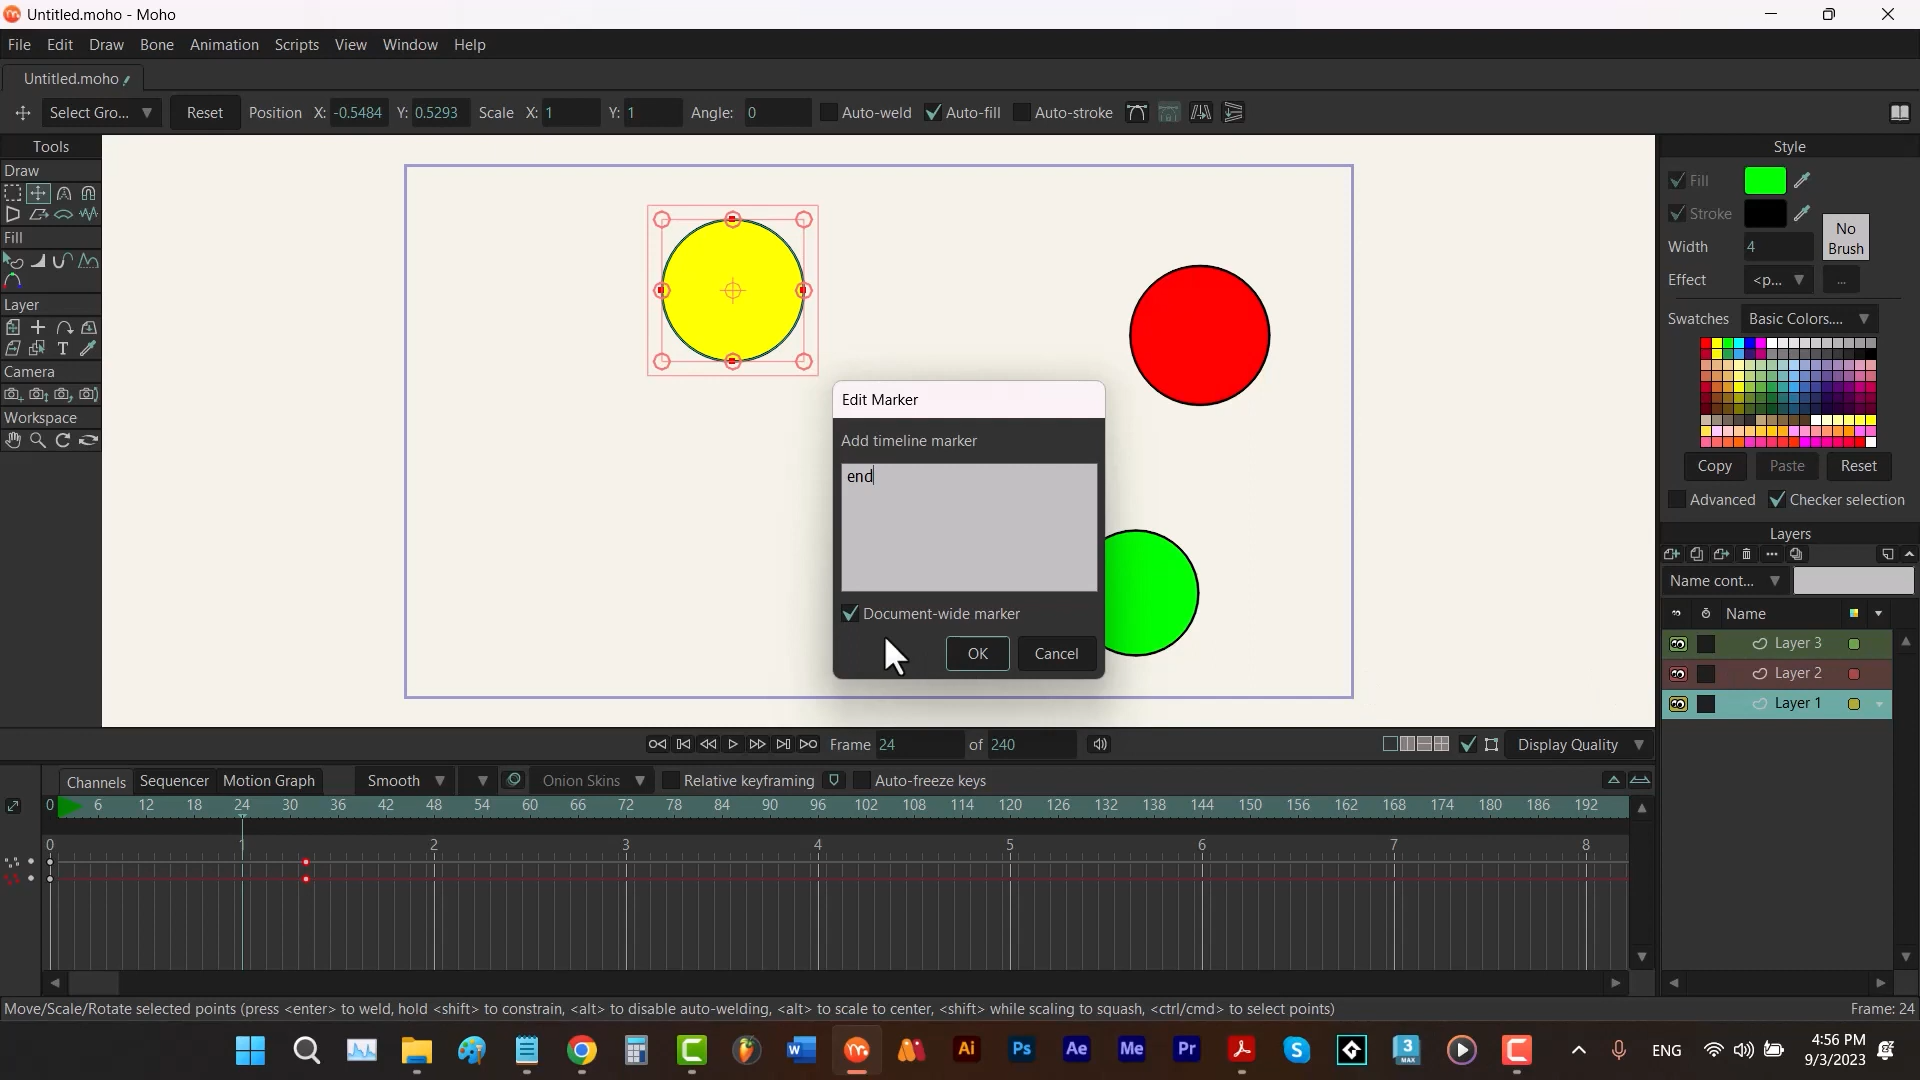 Untitled.moho - Moho
File Edit Draw Bone Animation Scripts View Window Help
Untitled.moho
Select Gro... Reset Position X: -0.5484 Y: 0.5293 Scale X: 1 Y: 1 Angle: 0 Auto-weld Auto-fill Auto-stroke
Tools
Draw
Fill
Layer
Camera
Workspace
Edit Marker
Add timeline marker
end
Document-wide marker
OK Cancel
Style
Fill
Stroke
No
Brush
Width 4
Effect <p... ...
Swatches Basic Colors....
Copy Paste Reset
Advanced Checker selection
Layers
Name cont...
Name
Layer 3
Layer 2
Layer 1
Frame 24 of 240 Display Quality
Channels Sequencer Motion Graph Smooth Onion Skins Relative keyframing Auto-freeze keys
0 6 12 18 24 30 36 42 48 54 60 66 72 78 84 90 96 102 108 114 120 126 132 138 144 150 156 162 168 174 180 186 192
0 1 2 3 4 5 6 7 8
Move/Scale/Rotate selected points (press <enter> to weld, hold <shift> to constrain, <alt> to disable auto-welding, <alt> to scale to center, <shift> while scaling to squash, <ctrl/cmd> to select points) Frame: 24
Ai Ps Ae Me Pr 3 MAX ENG 4:56 PM
9/3/2023